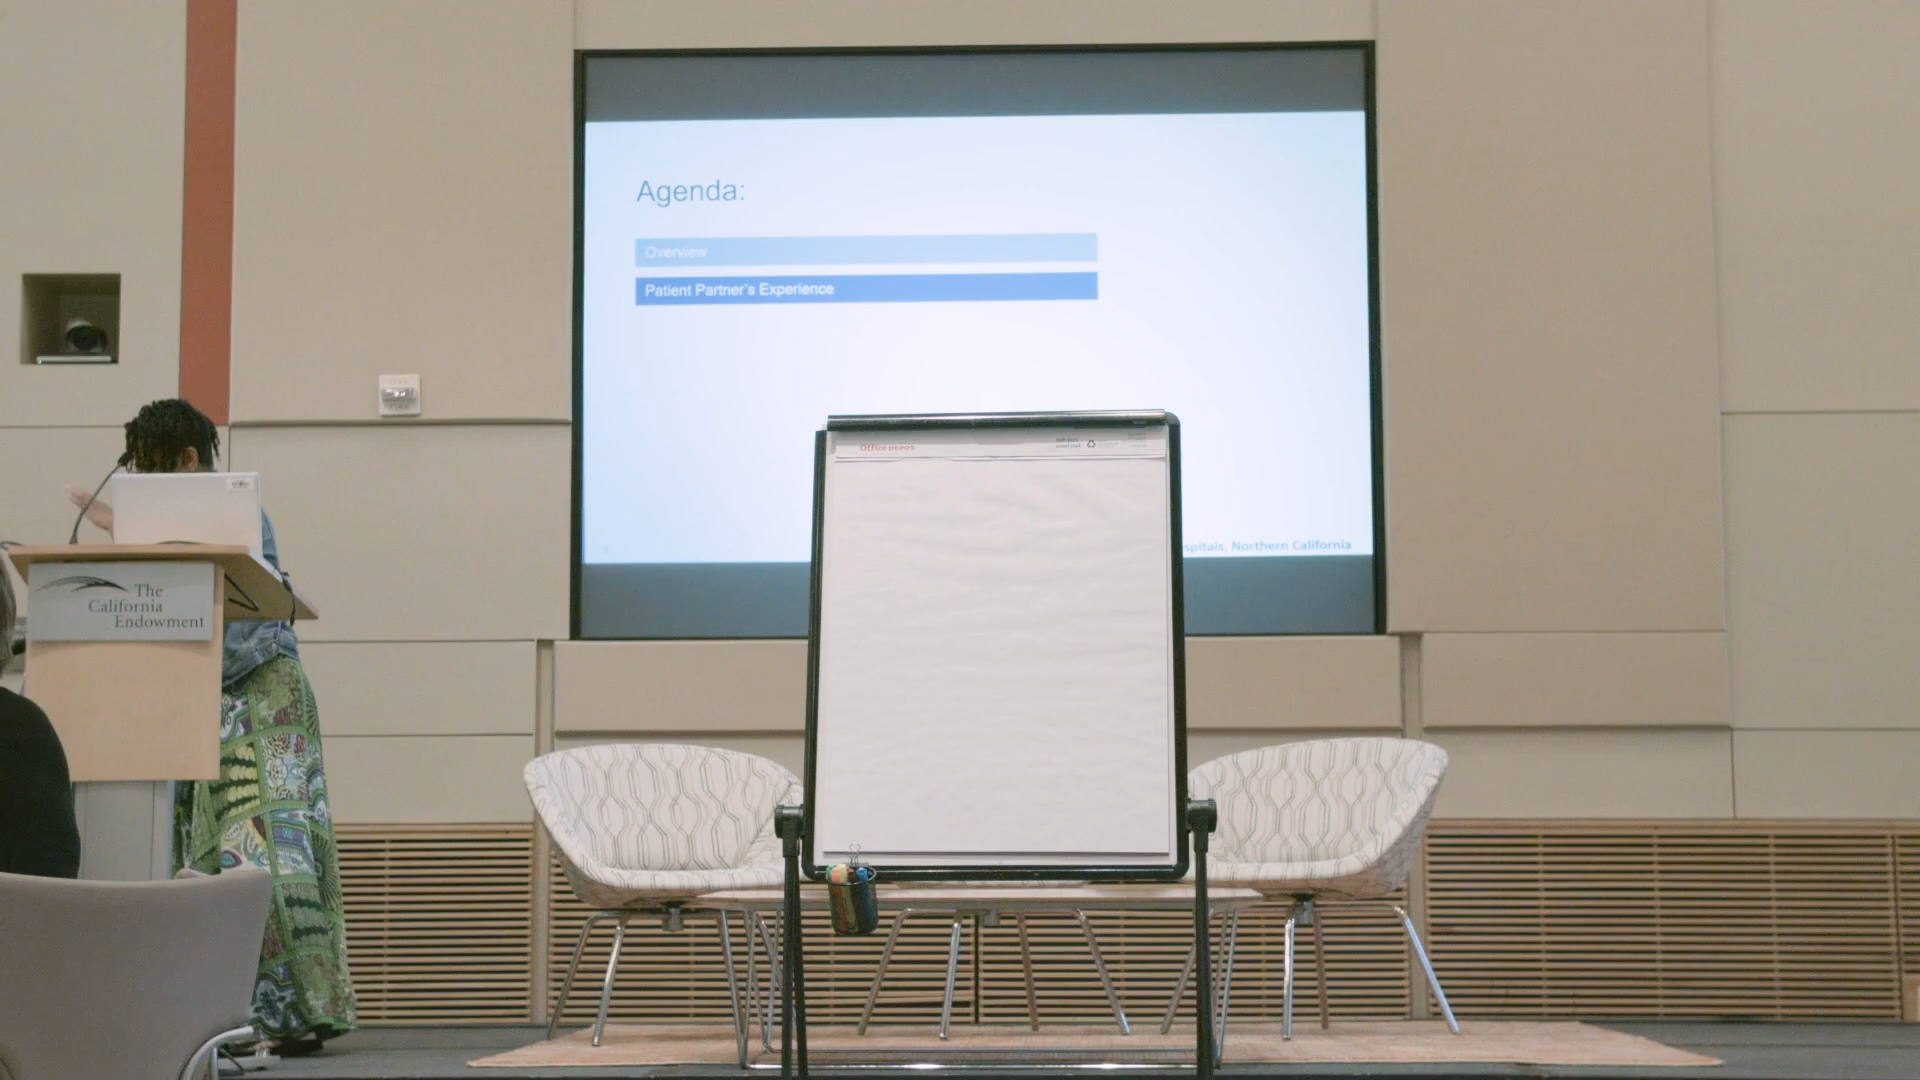 Agenda:
Overview
Patient Partner's Experience
spitals, Northern California
Office DEPOT
The
California
Endowment